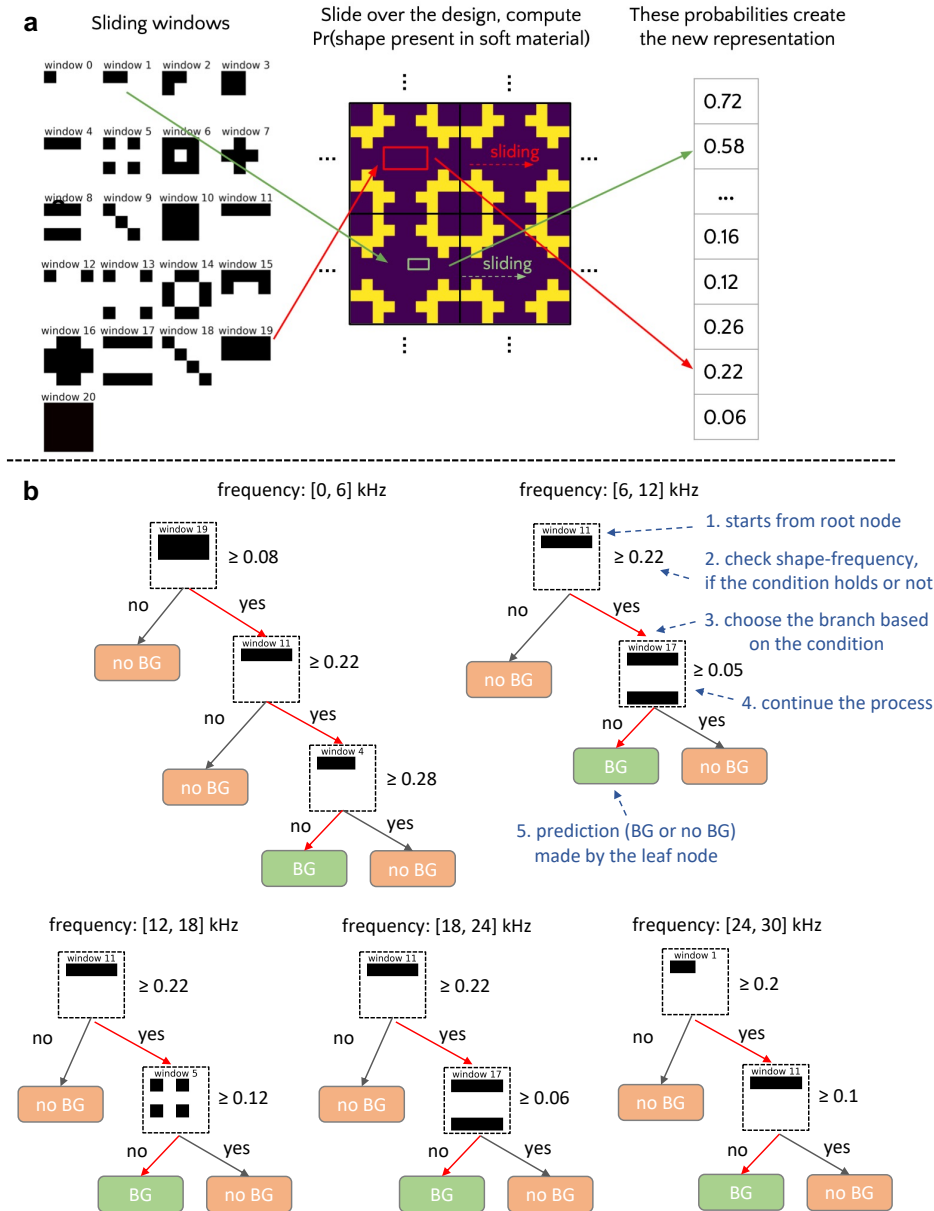 a
Sliding windows
Slide over the design, compute
Pr(shape present in soft material)
These probabilities create
the new representation
window 0
window 1
window 2
window 3
window 4
window 5
window 6
window 7
window 8
window 9
window 10
window 11
window 12
window 13
window 14
window 15
window 16
window 17
window 18
window 19
window 20
...
...
...
...
...
...
...
...
sliding
sliding
0.72
0.58
...
0.16
0.12
0.26
0.22
0.06
b
frequency: [0, 6] kHz
window 19
≥ 0.08
no
yes
no BG
window 11
≥ 0.22
no
yes
no BG
window 4
≥ 0.28
no
yes
BG
no BG
frequency: [6, 12] kHz
window 11
≥ 0.22
no
yes
no BG
window 17
≥ 0.05
no
yes
BG
no BG
1. starts from root node
2. check shape-frequency,
if the condition holds or not
3. choose the branch based
on the condition
4. continue the process
5. prediction (BG or no BG)
made by the leaf node
frequency: [12, 18] kHz
window 11
≥ 0.22
no
yes
no BG
window 5
≥ 0.12
no
yes
BG
no BG
frequency: [18, 24] kHz
window 11
≥ 0.22
no
yes
no BG
window 17
≥ 0.06
no
yes
BG
no BG
frequency: [24, 30] kHz
window 1
≥ 0.2
no
yes
no BG
window 11
≥ 0.1
no
yes
BG
no BG